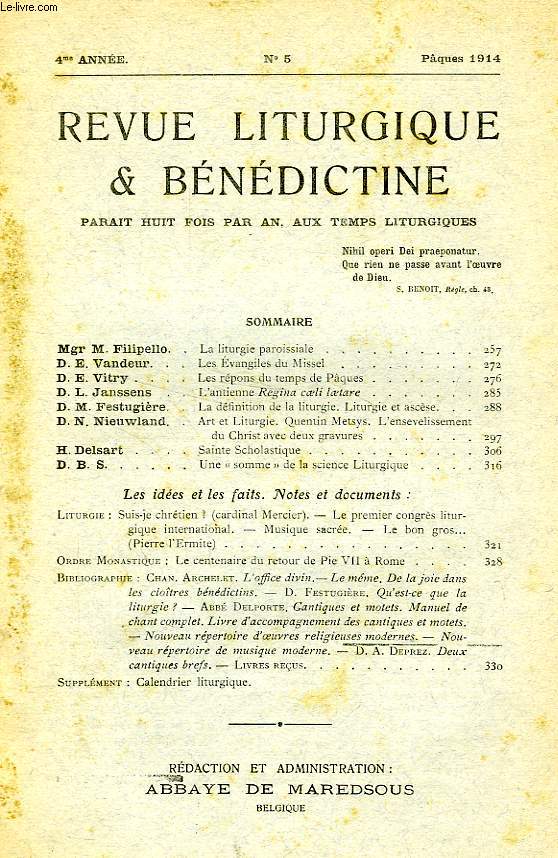 Le-livre.com
4me ANNÉE. N° 5 Pâques 1914
REVUE LITURGIQUE
& BÉNÉDICTINE
PARAIT HUIT FOIS PAR AN, AUX TEMPS LITURGIQUES
Nihil operi Dei praeponatur.
Que rien ne passe avant l'œuvre
de Dieu.
S. BENOIT, Règle, ch. 43.
SOMMAIRE
Mgr M. Filipello. . La liturgie paroissiale . . . . . . . . . . 257
D. E. Vandeur. . . Les Évangiles du Missel . . . . . . . . . 272
D. E. Vitry . . . . Les répons du temps de Pâques . . . . . . . 276
D. L. Janssens . . L'antienne Regina cæli lætare . . . . . . . 285
D. M. Festugière. . La définition de la liturgie. Liturgie et ascèse. . . 288
D. N. Nieuwland. . Art et Liturgie. Quentin Metsys. L'ensevelissement
du Christ avec deux gravures . . . . . . . 297
H. Delsart . . . . Sainte Scholastique . . . . . . . . . . . 306
D. B. S. . . . . . Une « somme » de la science Liturgique . . . . 316
Les idées et les faits. Notes et documents :
LITURGIE : Suis-je chrétien ? (cardinal Mercier). — Le premier congrès litur-
gique international. — Musique sacrée. — Le bon gros...
(Pierre l'Ermite) . . . . . . . . . . . . . . 321
ORDRE MONASTIQUE : Le centenaire du retour de Pie VII à Rome . . . . 328
BIBLIOGRAPHIE : CHAN. ARCHELET. L'office divin. — Le même. De la joie dans
les cloîtres bénédictins. — D. FESTUGIÈRE. Qu'est-ce que la
liturgie ? — ABBÉ DELPORTE. Cantiques et motets. Manuel de
chant complet. Livre d'accompagnement des cantiques et motets.
— Nouveau répertoire d'œuvres religieuses modernes. — Nou-
veau répertoire de musique moderne. — D. A. DEPREZ. Deux
cantiques brefs. — LIVRES REÇUS. . . . . . . . . . . 330
SUPPLÉMENT : Calendrier liturgique.
RÉDACTION ET ADMINISTRATION :
ABBAYE DE MAREDSOUS
BELGIQUE